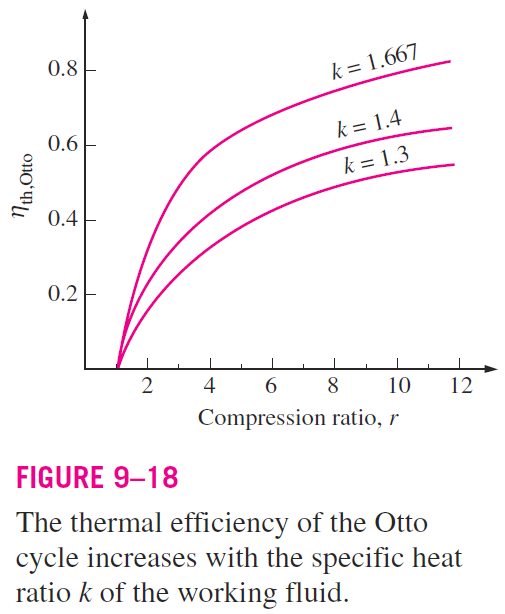 0.8
0.6
0.4
0.2
ηth,Otto
k = 1.667
k = 1.4
k = 1.3
2 4 6 8 10 12
Compression ratio, r
FIGURE 9–18
The thermal efficiency of the Otto
cycle increases with the specific heat
ratio k of the working fluid.